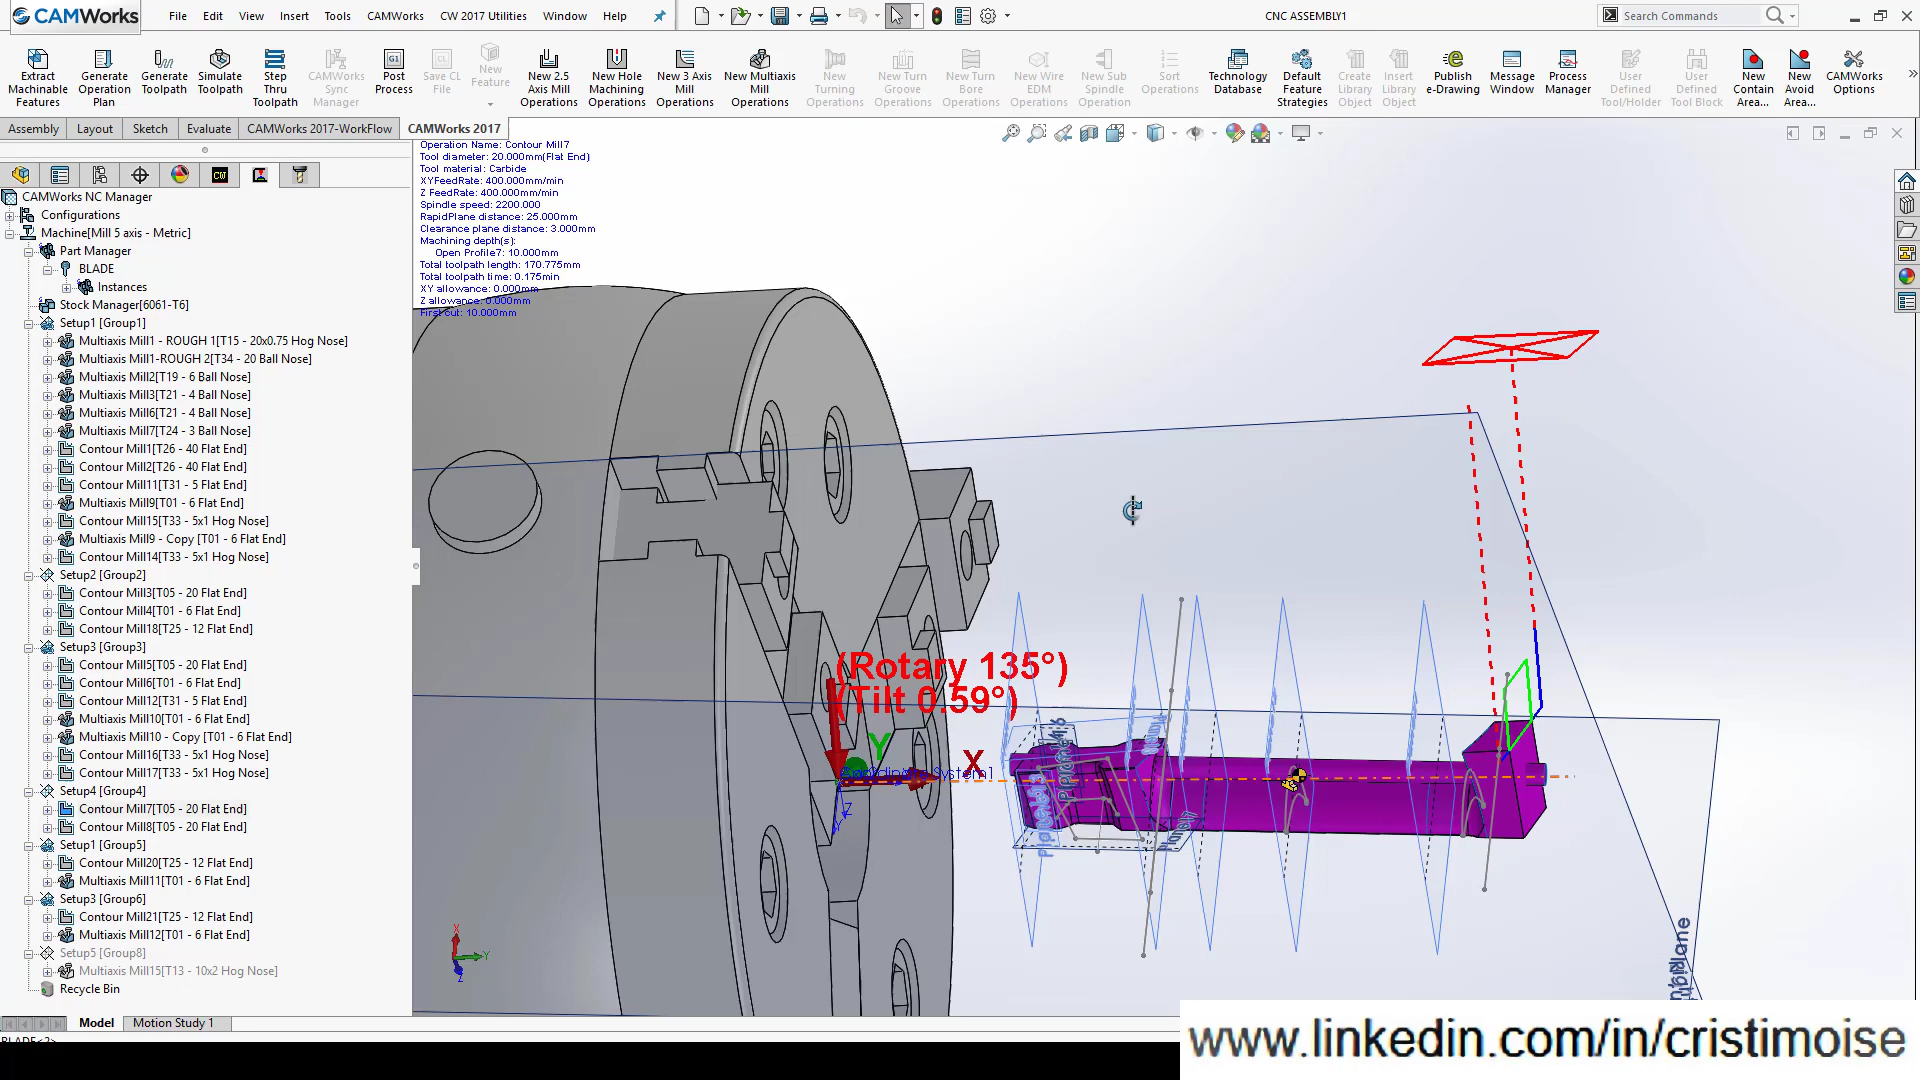 CAMWorks
File Edit View Insert Tools CAMWorks CW 2017 Utilities Window Help
CNC ASSEMBLY1
Search Commands
Extract Machinable Features
Generate Operation Plan
Generate Toolpath
Simulate Toolpath
Step Thru Toolpath
CAMWorks Sync Manager
Post Process
Save CL File
New Feature
New 2.5 Axis Mill Operations
New Hole Machining Operations
New 3 Axis Mill Operations
New Multiaxis Mill Operations
New Turning Operations
New Turn Groove Operations
New Turn Bore Operations
New Wire EDM Operations
New Sub Spindle Operation
Sort Operations
Technology Database
Default Feature Strategies
Create Library Object
Insert Library Object
Publish e-Drawing
Message Window
Process Manager
User Defined Tool/Holder
User Defined Tool Block
New Contain Area...
New Avoid Area...
CAMWorks Options
Assembly Layout Sketch Evaluate CAMWorks 2017-WorkFlow CAMWorks 2017
CAMWorks NC Manager
Configurations
Machine[Mill 5 axis - Metric]
Part Manager
BLADE
Instances
Stock Manager[6061-T6]
Setup1 [Group1]
Multiaxis Mill1 - ROUGH 1[T15 - 20x0.75 Hog Nose]
Multiaxis Mill1-ROUGH 2[T34 - 20 Ball Nose]
Multiaxis Mill2[T19 - 6 Ball Nose]
Multiaxis Mill3[T21 - 4 Ball Nose]
Multiaxis Mill6[T21 - 4 Ball Nose]
Multiaxis Mill7[T24 - 3 Ball Nose]
Contour Mill1[T26 - 40 Flat End]
Contour Mill2[T26 - 40 Flat End]
Contour Mill11[T31 - 5 Flat End]
Multiaxis Mill9[T01 - 6 Flat End]
Contour Mill15[T33 - 5x1 Hog Nose]
Multiaxis Mill9 - Copy [T01 - 6 Flat End]
Contour Mill14[T33 - 5x1 Hog Nose]
Setup2 [Group2]
Contour Mill3[T05 - 20 Flat End]
Contour Mill4[T01 - 6 Flat End]
Contour Mill18[T25 - 12 Flat End]
Setup3 [Group3]
Contour Mill5[T05 - 20 Flat End]
Contour Mill6[T01 - 6 Flat End]
Contour Mill12[T31 - 5 Flat End]
Multiaxis Mill10[T01 - 6 Flat End]
Multiaxis Mill10 - Copy [T01 - 6 Flat End]
Contour Mill16[T33 - 5x1 Hog Nose]
Contour Mill17[T33 - 5x1 Hog Nose]
Setup4 [Group4]
Contour Mill7[T05 - 20 Flat End]
Contour Mill8[T05 - 20 Flat End]
Setup1 [Group5]
Contour Mill20[T25 - 12 Flat End]
Multiaxis Mill11[T01 - 6 Flat End]
Setup3 [Group6]
Contour Mill21[T25 - 12 Flat End]
Multiaxis Mill12[T01 - 6 Flat End]
Setup5 [Group8]
Multiaxis Mill15[T13 - 10x2 Hog Nose]
Recycle Bin
Operation Name: Contour Mill7
Tool diameter: 20.000mm(Flat End)
Tool material: Carbide
XYFeedRate: 400.000mm/min
Z FeedRate: 400.000mm/min
Spindle speed: 2200.000
RapidPlane distance: 25.000mm
Clearance plane distance: 3.000mm
Machining depth(s):
Open Profile7: 10.000mm
Total toolpath length: 170.775mm
Total toolpath time: 0.175min
XY allowance: 0.000mm
Z allowance: 0.000mm
First cut: 10.000mm
(Rotary 135°)
(Tilt 0.59°)
Y
X
Z
X
Y
Z
Model Motion Study 1
www.linkedin.com/in/cristimoise